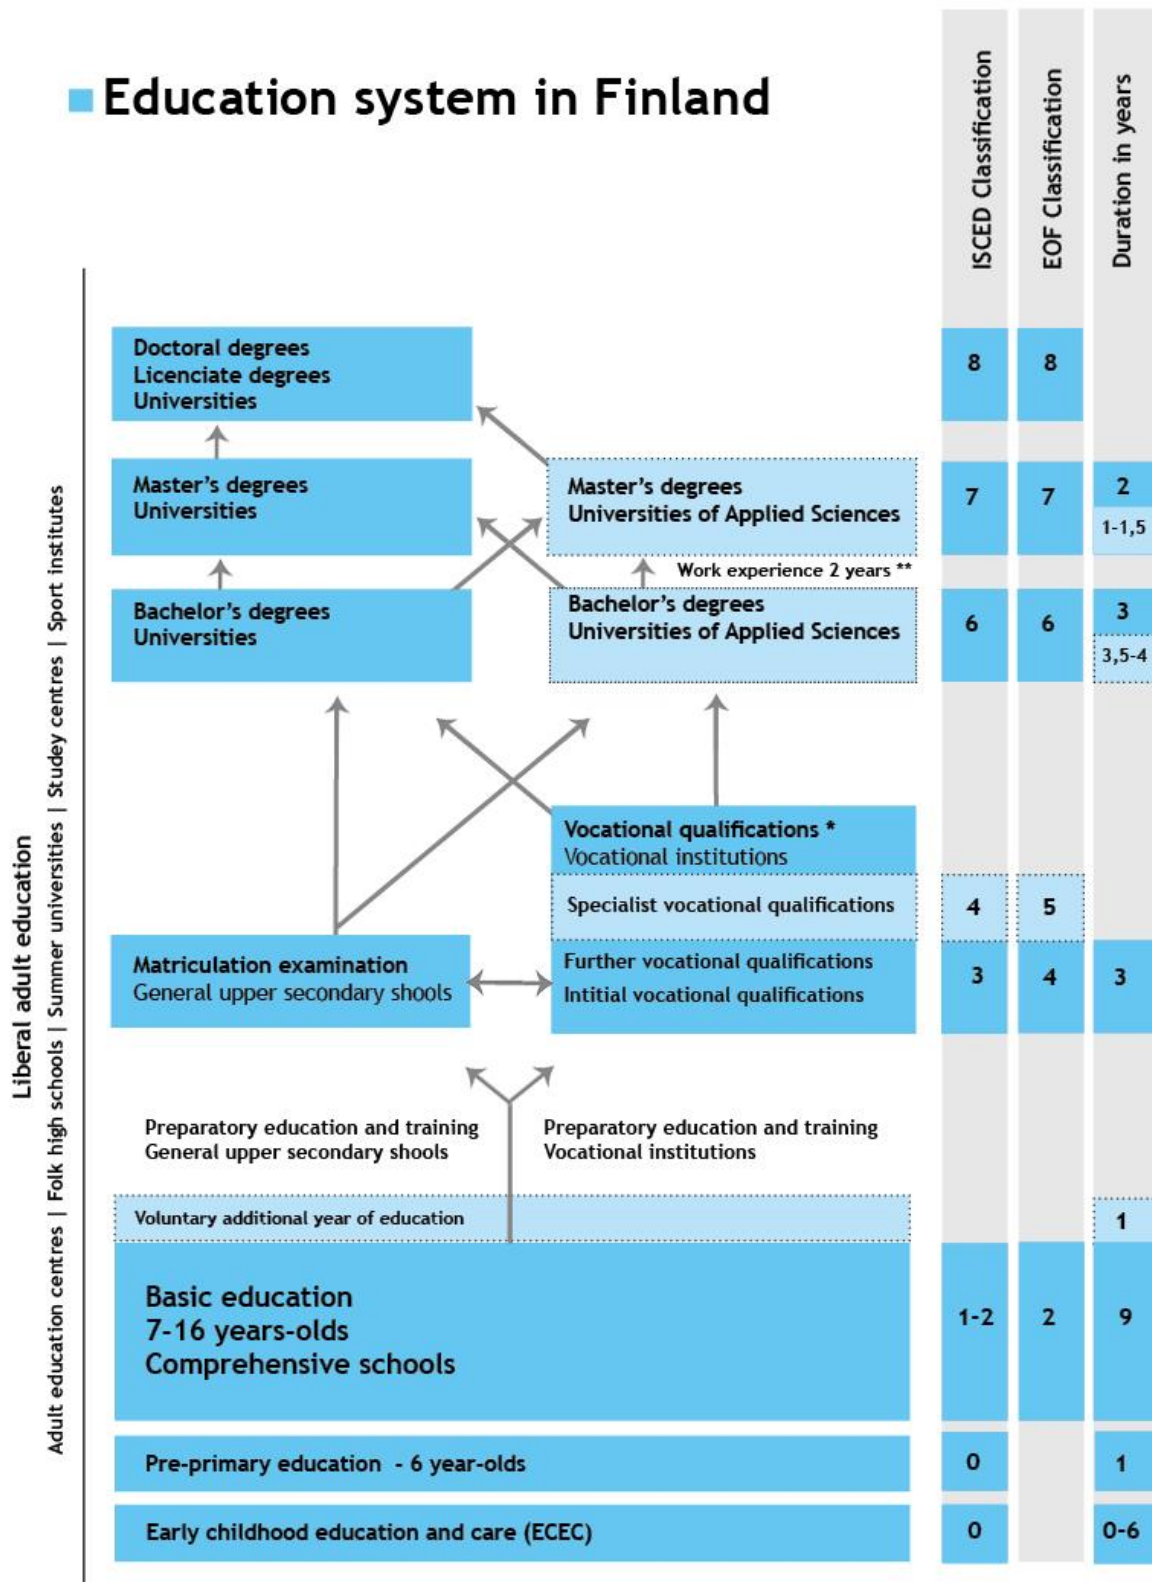 Education system in Finland
ISCED Classification
EOF Classification
Duration in years
Doctoral degrees
Licenciate degrees
Universities
8
8
Master's degrees
Universities
Master's degrees
Universities of Applied Sciences
7
7
2
1-1,5
Work experience 2 years **
Bachelor's degrees
Universities
Bachelor's degrees
Universities of Applied Sciences
6
6
3
3,5-4
Vocational qualifications *
Vocational institutions
Specialist vocational qualifications
4
5
Matriculation examination
General upper secondary shools
Further vocational qualifications
Intitial vocational qualifications
3
4
3
Preparatory education and training
General upper secondary shools
Preparatory education and training
Vocational institutions
Voluntary additional year of education
1
Basic education
7-16 years-olds
Comprehensive schools
1-2
2
9
Pre-primary education - 6 year-olds
0
1
Early childhood education and care (ECEC)
0
0-6
Liberal adult education
Adult education centres | Folk high schools | Summer universities | Studey centres | Sport institutes